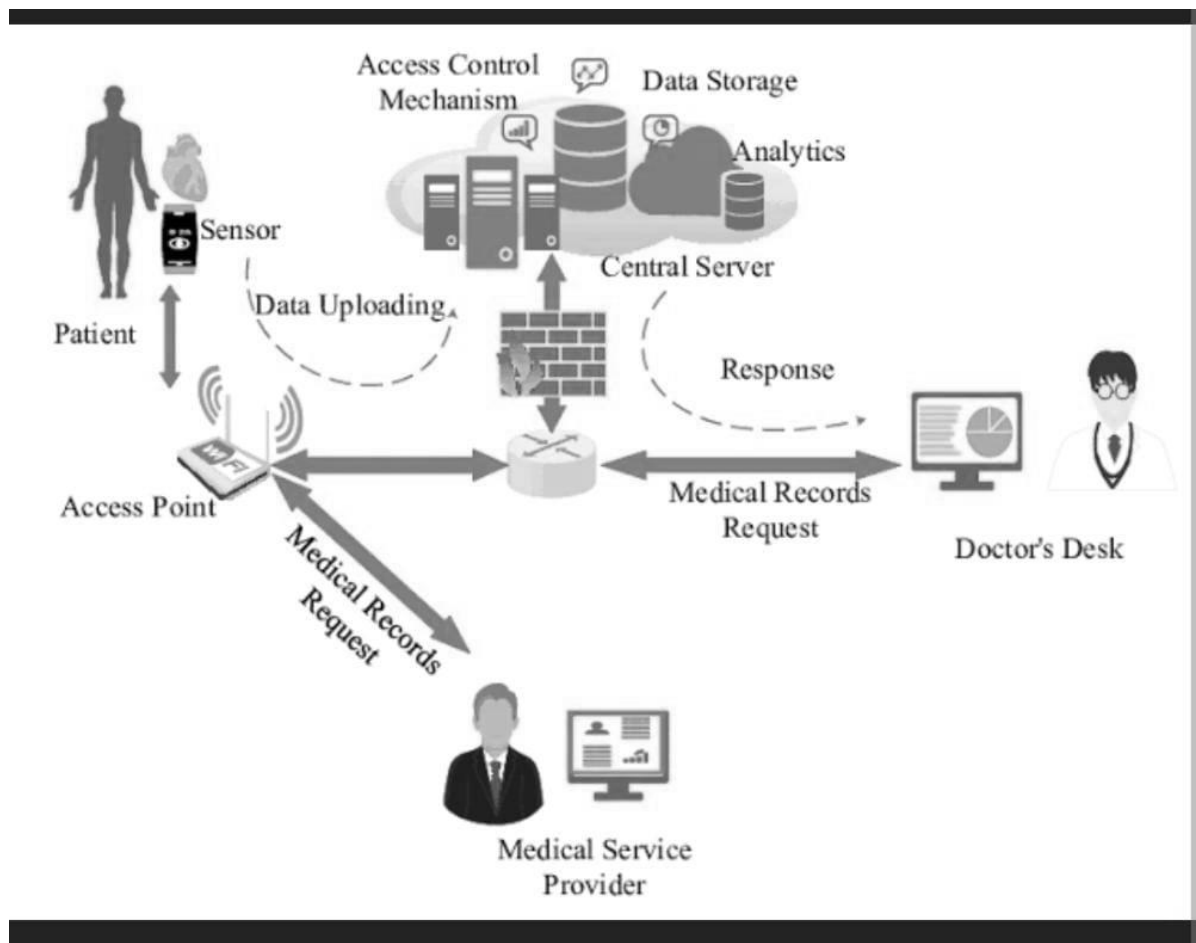 Access Control
Mechanism
Data Storage
Analytics
Sensor
Central Server
Data Uploading
Patient
Response
WiFi
Access Point
Medical Records
Request
Doctor's Desk
Medical Records
Request
Medical Service
Provider